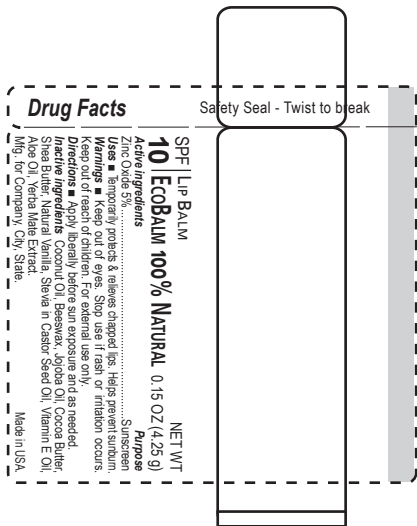 Drug Facts
Safety Seal - Twist to break
SPF | LIP BALM NET WT
10 ECOBALM 100% NATURAL 0.15 OZ (4.25 g)
Active ingredients Purpose
Zinc Oxide 5%..........................................Sunscreen
Uses ■ Temporarily protects & relieves chapped lips. Helps prevent sunburn.
Warnings ■ Keep out of eyes. Stop use if rash or irritation occurs.
Keep out of reach of children. For external use only.
Directions ■ Apply liberally before sun exposure and as needed.
Inactive ingredients Coconut Oil, Beeswax, Jojoba Oil, Cocoa Butter,
Shea Butter, Natural Vanilla, Stevia in Castor Seed Oil, Vitamin E Oil,
Aloe Oil, Yerba Mate Extract.
Mfg. for Company, City, State. Made in USA.